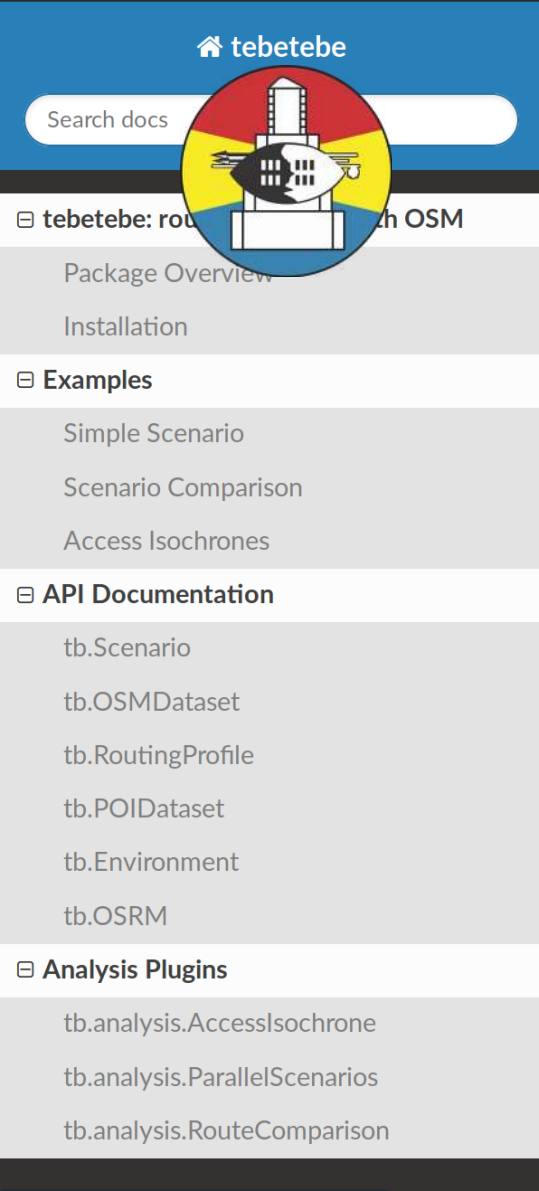 tebetebe
Search docs
tebetebe: OSM
Package Overview
Installation
Examples
Simple Scenario
Scenario Comparison
Access Isochrones
API Documentation
tb.Scenario
tb.OSMDataset
tb.RoutingProfile
tb.POIDataset
tb.Environment
tb.OSRM
Analysis Plugins
tb.analysis.AccessIsochrone
tb.analysis.ParallelScenarios
tb.analysis.RouteComparison